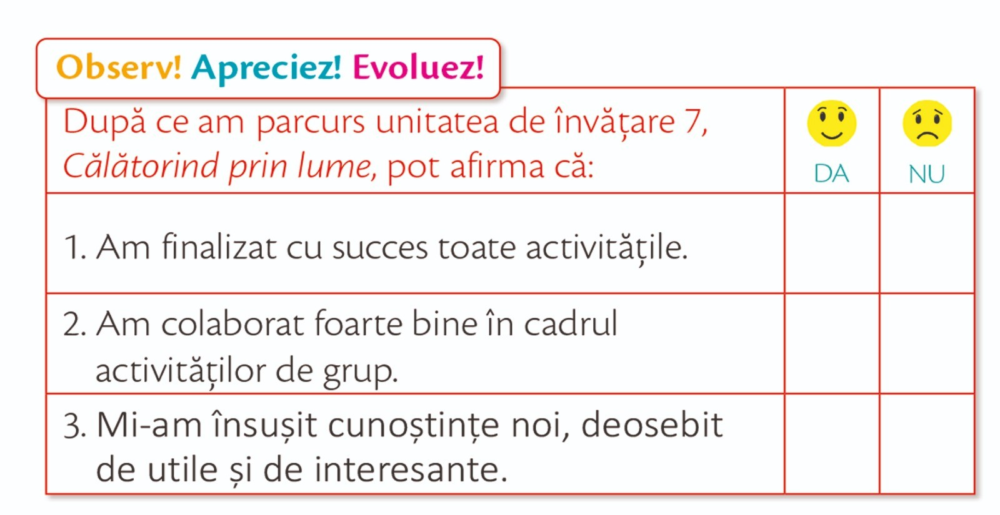 Observ! Apreciez! Evoluez!
După ce am parcurs unitatea de învățare 7,
Călătorind prin lume, pot afirma că:
DA
NU
1. Am finalizat cu succes toate activitățile.
2. Am colaborat foarte bine în cadrul
activităților de grup.
3. Mi-am însușit cunoștințe noi, deosebit
de utile și de interesante.